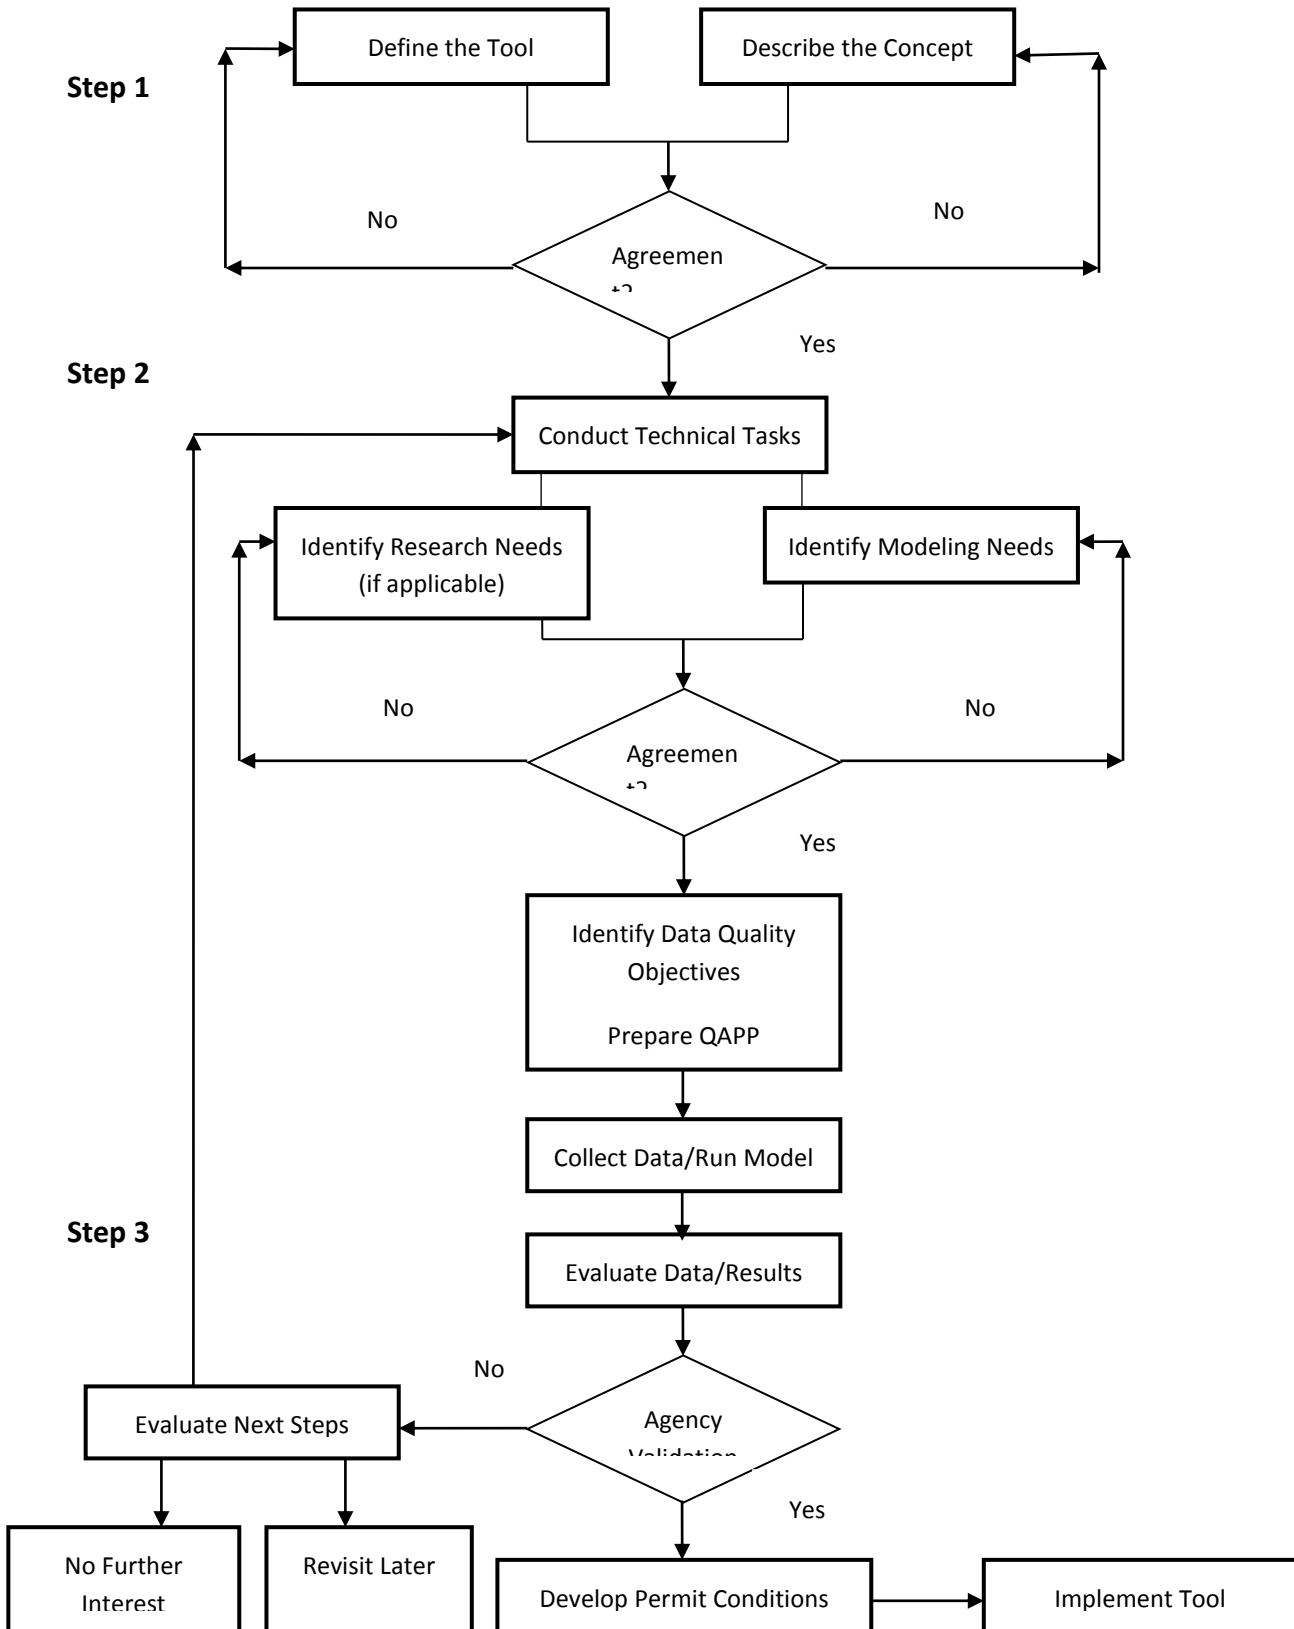 Define the Tool
Describe the Concept
Step 1
No
No
Agreemen
t?
Yes
Step 2
Conduct Technical Tasks
Identify Research Needs
(if applicable)
Identify Modeling Needs
No
No
Agreemen
t?
Yes
Identify Data Quality
Objectives
Prepare QAPP
Collect Data/Run Model
Step 3
Evaluate Data/Results
No
Evaluate Next Steps
Agency
Validation
Yes
No Further
Interest
Revisit Later
Develop Permit Conditions
Implement Tool